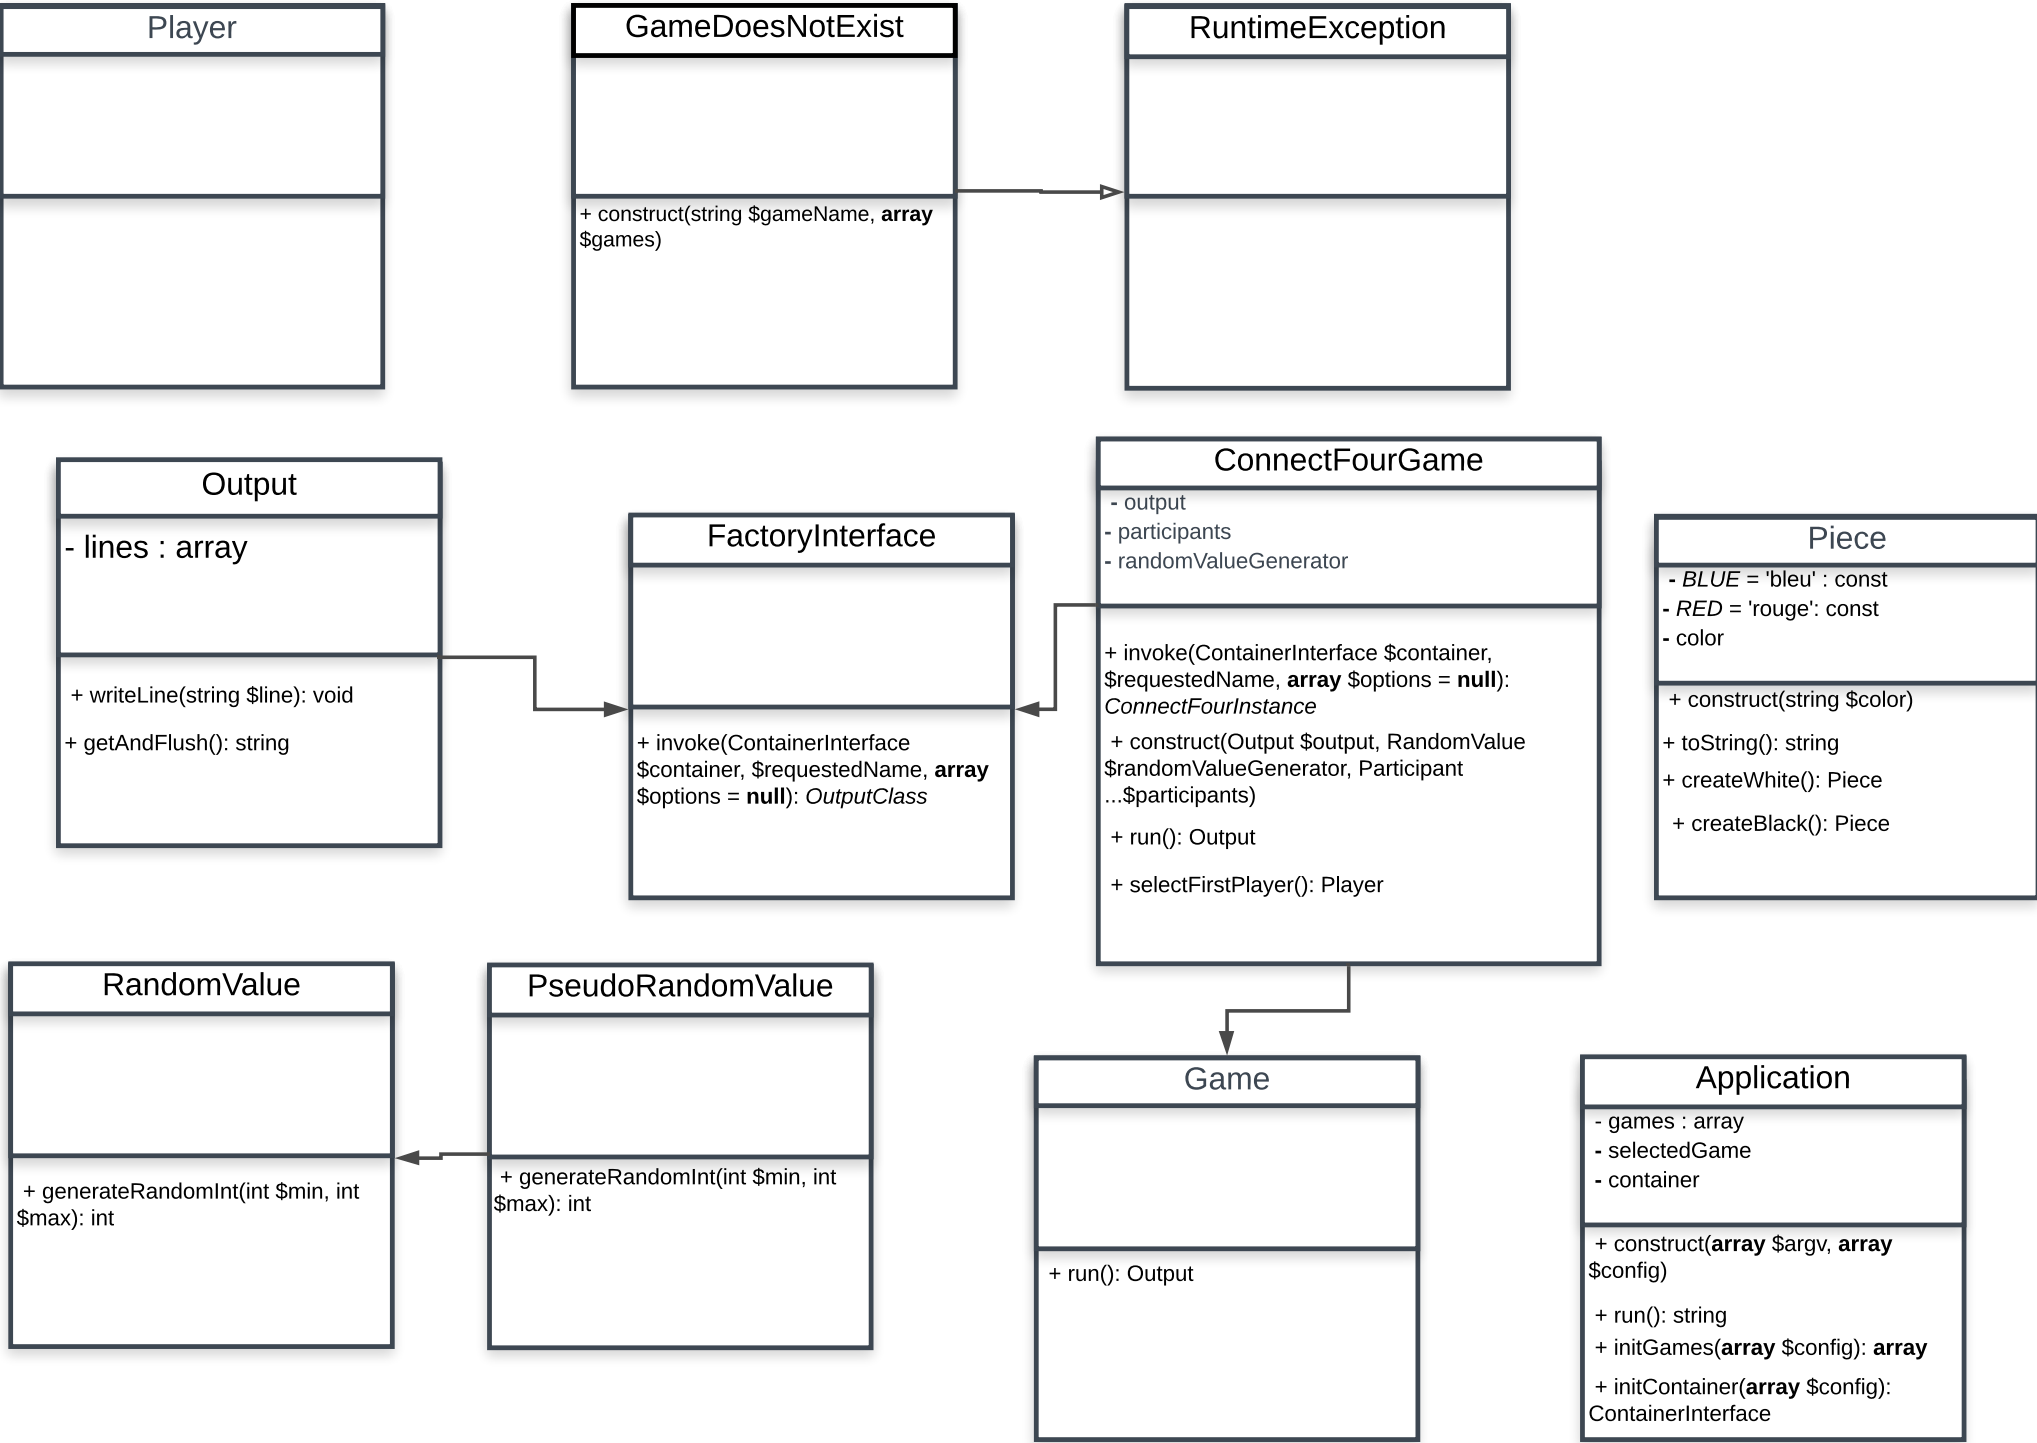 Player
GameDoesNotExist
+ construct(string $gameName, array
$games)
RuntimeException
Output
- lines : array
+ writeLine(string $line): void
+ getAndFlush(): string
FactoryInterface
+ invoke(ContainerInterface
$container, $requestedName, array
$options = null): OutputClass
ConnectFourGame
- output
- participants
- randomValueGenerator
+ invoke(ContainerInterface $container,
$requestedName, array $options = null):
ConnectFourInstance
+ construct(Output $output, RandomValue
$randomValueGenerator, Participant
...$participants)
+ run(): Output
+ selectFirstPlayer(): Player
Piece
- BLUE = 'bleu' : const
- RED = 'rouge': const
- color
+ construct(string $color)
+ toString(): string
+ createWhite(): Piece
+ createBlack(): Piece
RandomValue
+ generateRandomInt(int $min, int
$max): int
PseudoRandomValue
+ generateRandomInt(int $min, int
$max): int
Game
+ run(): Output
Application
- games : array
- selectedGame
- container
+ construct(array $argv, array
$config)
+ run(): string
+ initGames(array $config): array
+ initContainer(array $config):
ContainerInterface